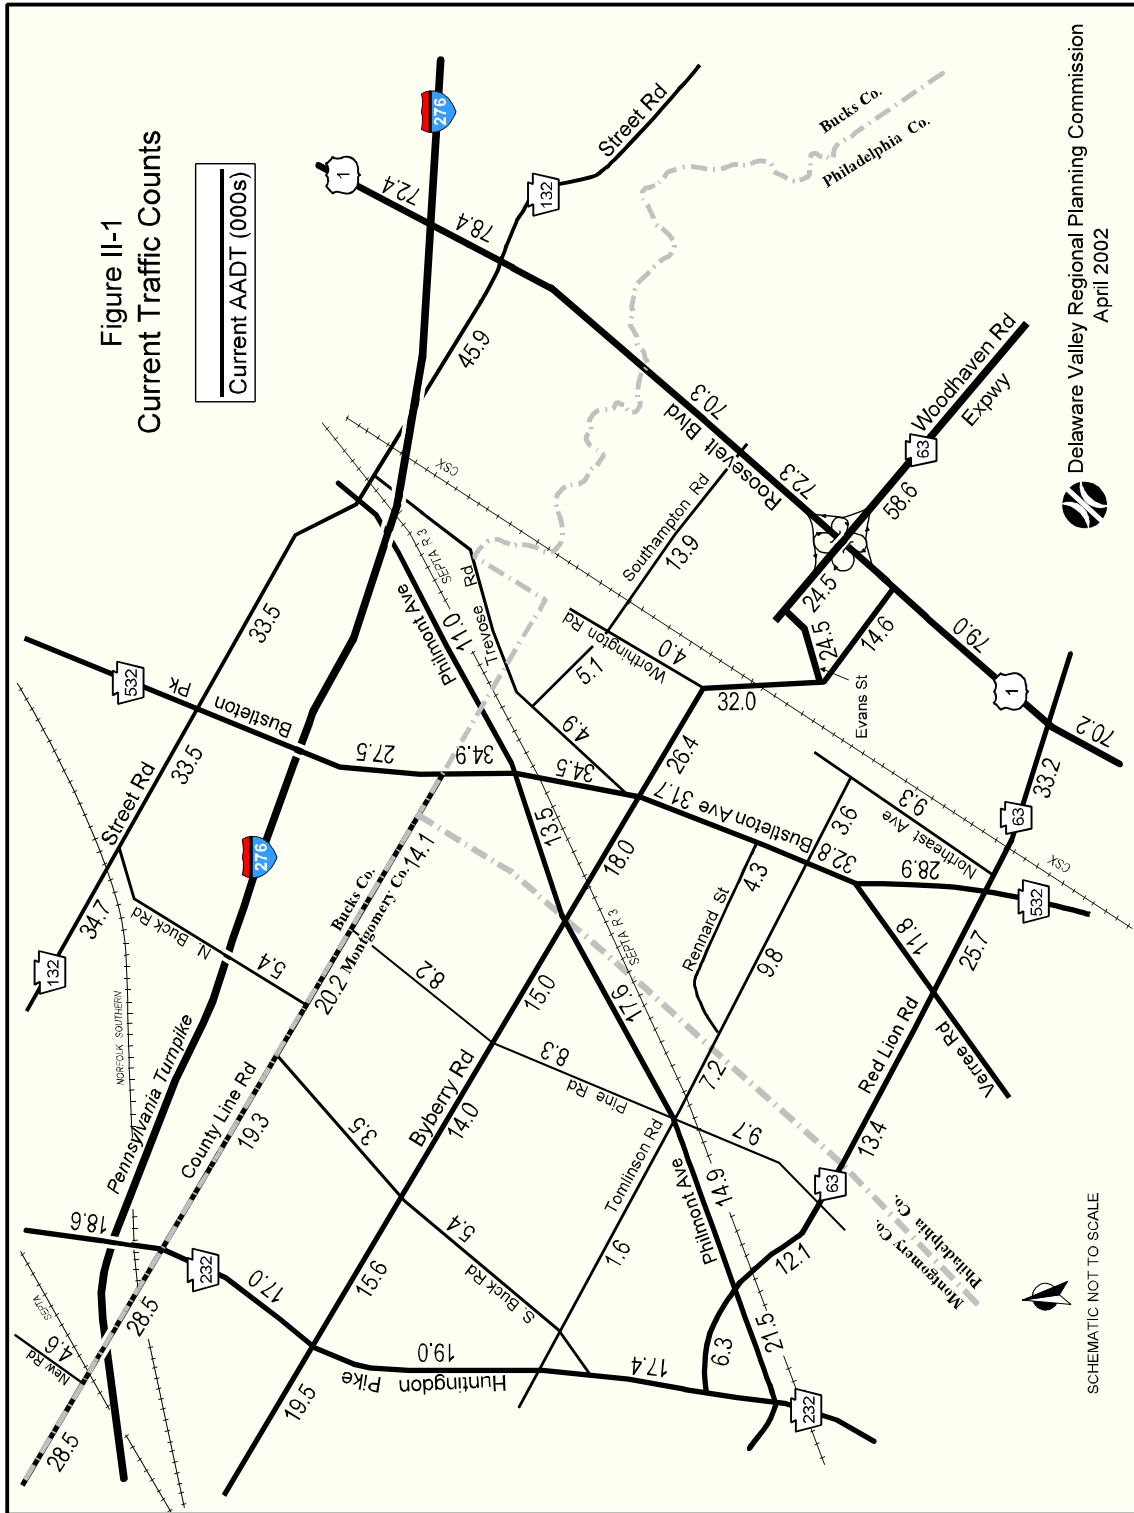 Figure II-1
Current Traffic Counts
Current AADT (000s)
276
1
72.4
78.4
132
Street Rd
Bucks Co.
Philadelphia Co.
45.9
70.3
Roosevelt Blvd
72.3
Woodhaven Rd
Expwy
63
58.6
24.5
24.5
14.6
Evans St
79.0
1
70.2
33.2
63
CSX
CSX
SEPTA R3
Southampton Rd
13.9
Worthington Rd
4.0
5.1
Trevose Rd
11.0
Philmont Ave
4.9
32.0
26.4
33.5
532
Bustleton Pk
Street Rd
33.5
27.5
34.9
34.5
31.7
Bustleton Ave
32.8
3.6
9.3
Northeast Ave
28.9
532
13.5
18.0
14.1
Bucks Co.
Montgomery Co.
276
34.7
132
N. Buck Rd
5.4
20.2
8.2
15.0
SEPTA R3
17.6
Rennard St
4.3
9.8
11.8
25.7
Verree Rd
Red Lion Rd
13.4
63
NORFOLK SOUTHERN
Pennsylvania Turnpike
County Line Rd
19.3
3.5
Byberry Rd
14.0
8.3
Pine Rd
7.2
9.7
Tomlinson Rd
1.6
Philmont Ave
14.9
12.1
Montgomery Co.
Philadelphia Co.
18.6
232
17.0
15.6
5.4
S. Buck Rd
SEPTA
New Rd
4.6
28.5
28.5
19.5
Huntingdon Pike
19.0
17.4
6.3
21.5
232
SCHEMATIC NOT TO SCALE
Delaware Valley Regional Planning Commission
April 2002